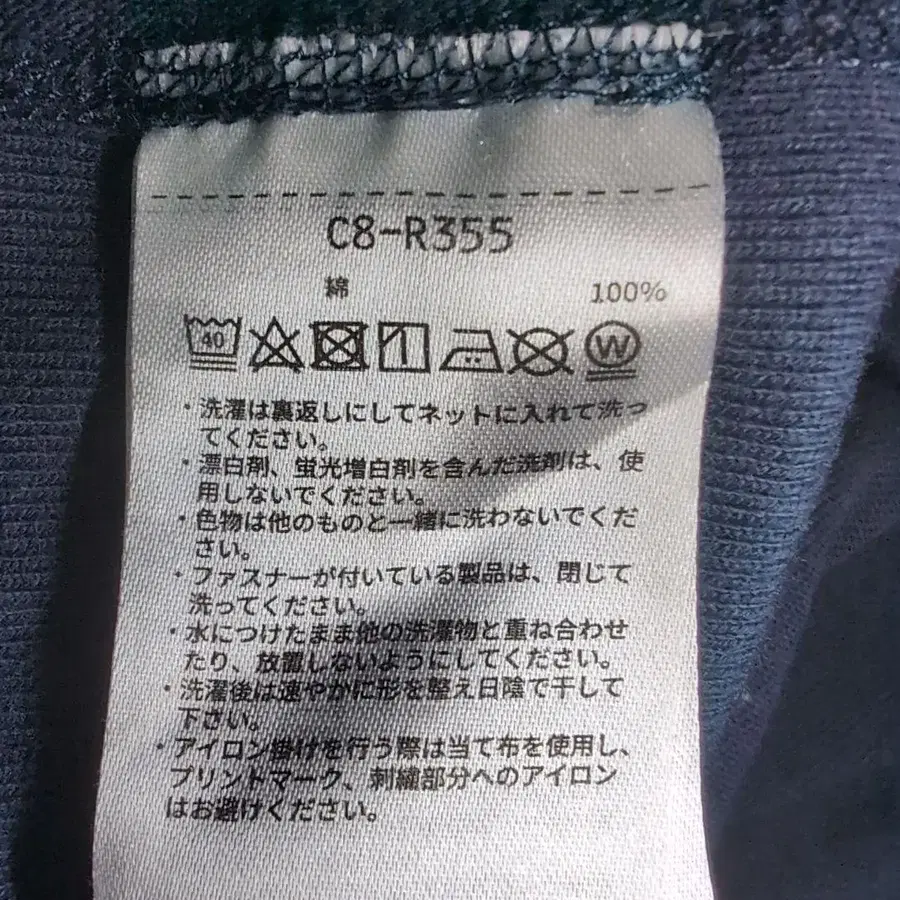 C8-R355
綿 100%
40 W
・洗濯は裏返しにしてネットに入れて洗っ
てください。
・漂白剤、蛍光増白剤を含んだ洗剤は、使
用しないでください。
・色物は他のものと一緒に洗わないでくだ
さい。
・ファスナーが付いている製品は、閉じて
洗ってください。
・水につけたまま他の洗濯物と重ね合わせ
たり、放置しないようにしてください。
・洗濯後は速やかに形を整え日陰で干して
下さい。
・アイロン掛けを行う際は当て布を使用し、
プリントマーク、刺繍部分へのアイロン
はお避けください。